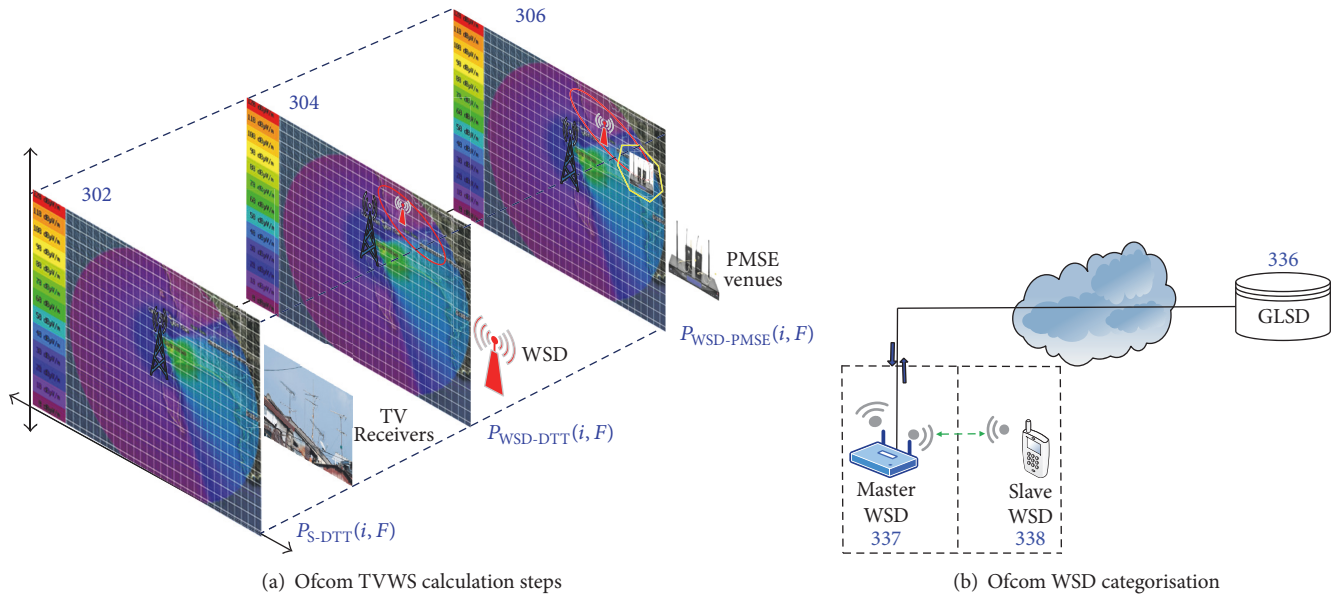 306
304
302
PMSE
venues
P_WSD-PMSE(i, F)
WSD
P_WSD-DTT(i, F)
TV
Receivers
P_S-DTT(i, F)
(a) Ofcom TVWS calculation steps
336
GLSD
Master
WSD
337
Slave
WSD
338
(b) Ofcom WSD categorisation